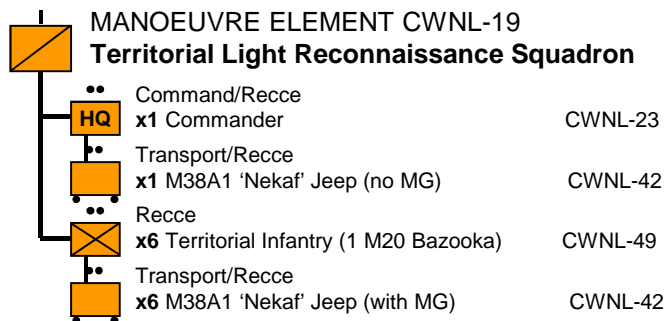 MANOEUVRE ELEMENT CWNL-19
Territorial Light Reconnaissance Squadron
Command/Recce
HQ x1 Commander CWNL-23
Transport/Recce
x1 M38A1 ‘Nekaf’ Jeep (no MG) CWNL-42
Recce
x6 Territorial Infantry (1 M20 Bazooka) CWNL-49
Transport/Recce
x6 M38A1 ‘Nekaf’ Jeep (with MG) CWNL-42